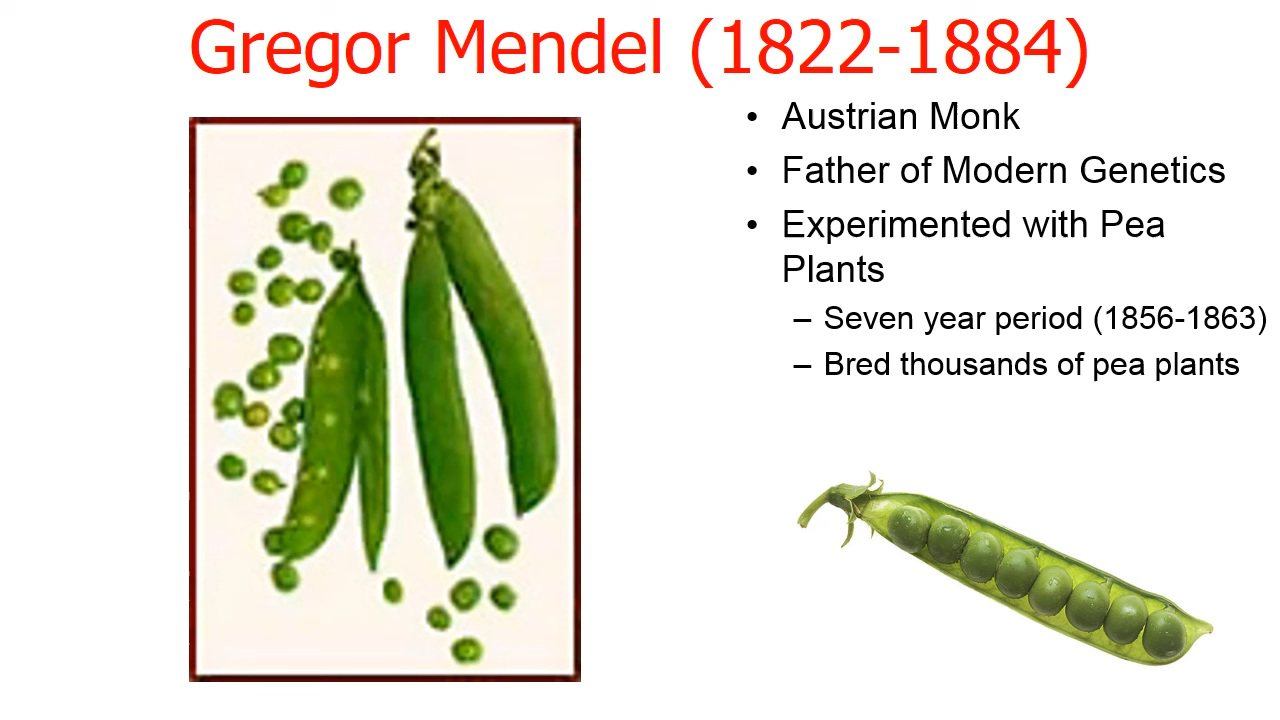 Gregor Mendel (1822-1884)
• Austrian Monk
• Father of Modern Genetics
• Experimented with Pea
Plants
– Seven year period (1856-1863)
– Bred thousands of pea plants